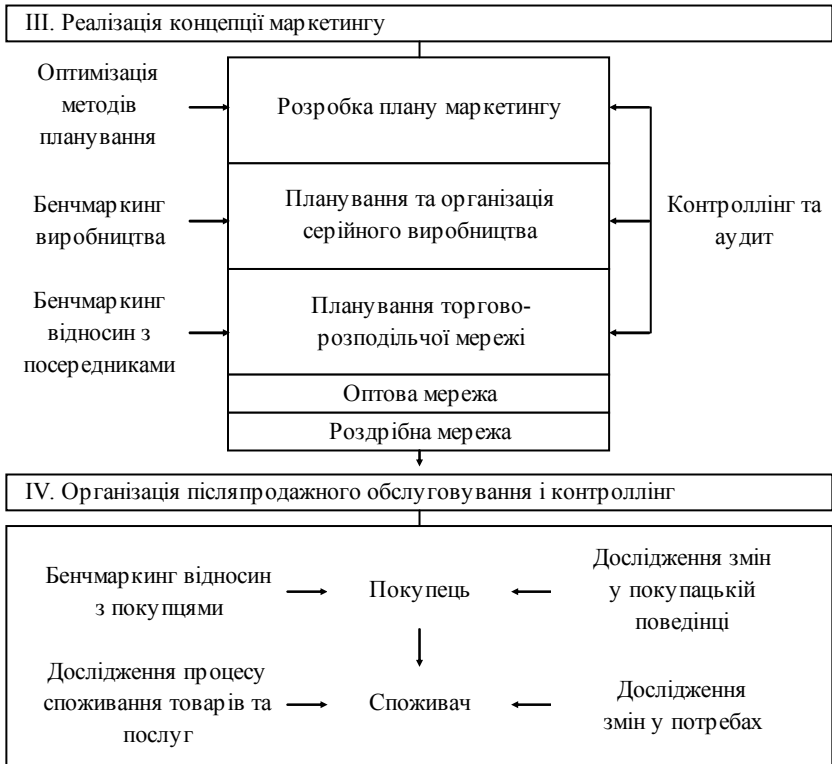 III. Реалізація концепції маркетингу
Оптимізація
методів
планування
Розробка плану маркетингу
Бенчмаркинг
виробництва
Планування та організація
серійного виробництва
Контроллінг та
аудит
Бенчмаркинг
відносин з
посередниками
Планування торгово-
розподільчої мережі
Оптова мережа
Роздрібна мережа
IV. Організація післяпродажного обслуговування і контроллінг
Бенчмаркинг відносин
з покупцями
Покупець
Дослідження змін
у покупацькій
поведінці
Дослідження процесу
споживання товарів та
послуг
Споживач
Дослідження
змін у потребах